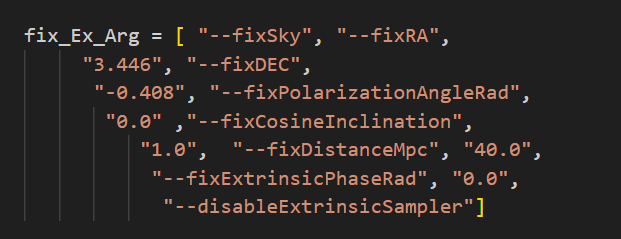 fix_Ex_Arg = [ "--fixSky", "--fixRA",
"3.446", "--fixDEC",
"-0.408", "--fixPolarizationAngleRad",
"0.0" ,"--fixCosineInclination",
"1.0",  "--fixDistanceMpc", "40.0",
"--fixExtrinsicPhaseRad", "0.0",
"--disableExtrinsicSampler"]